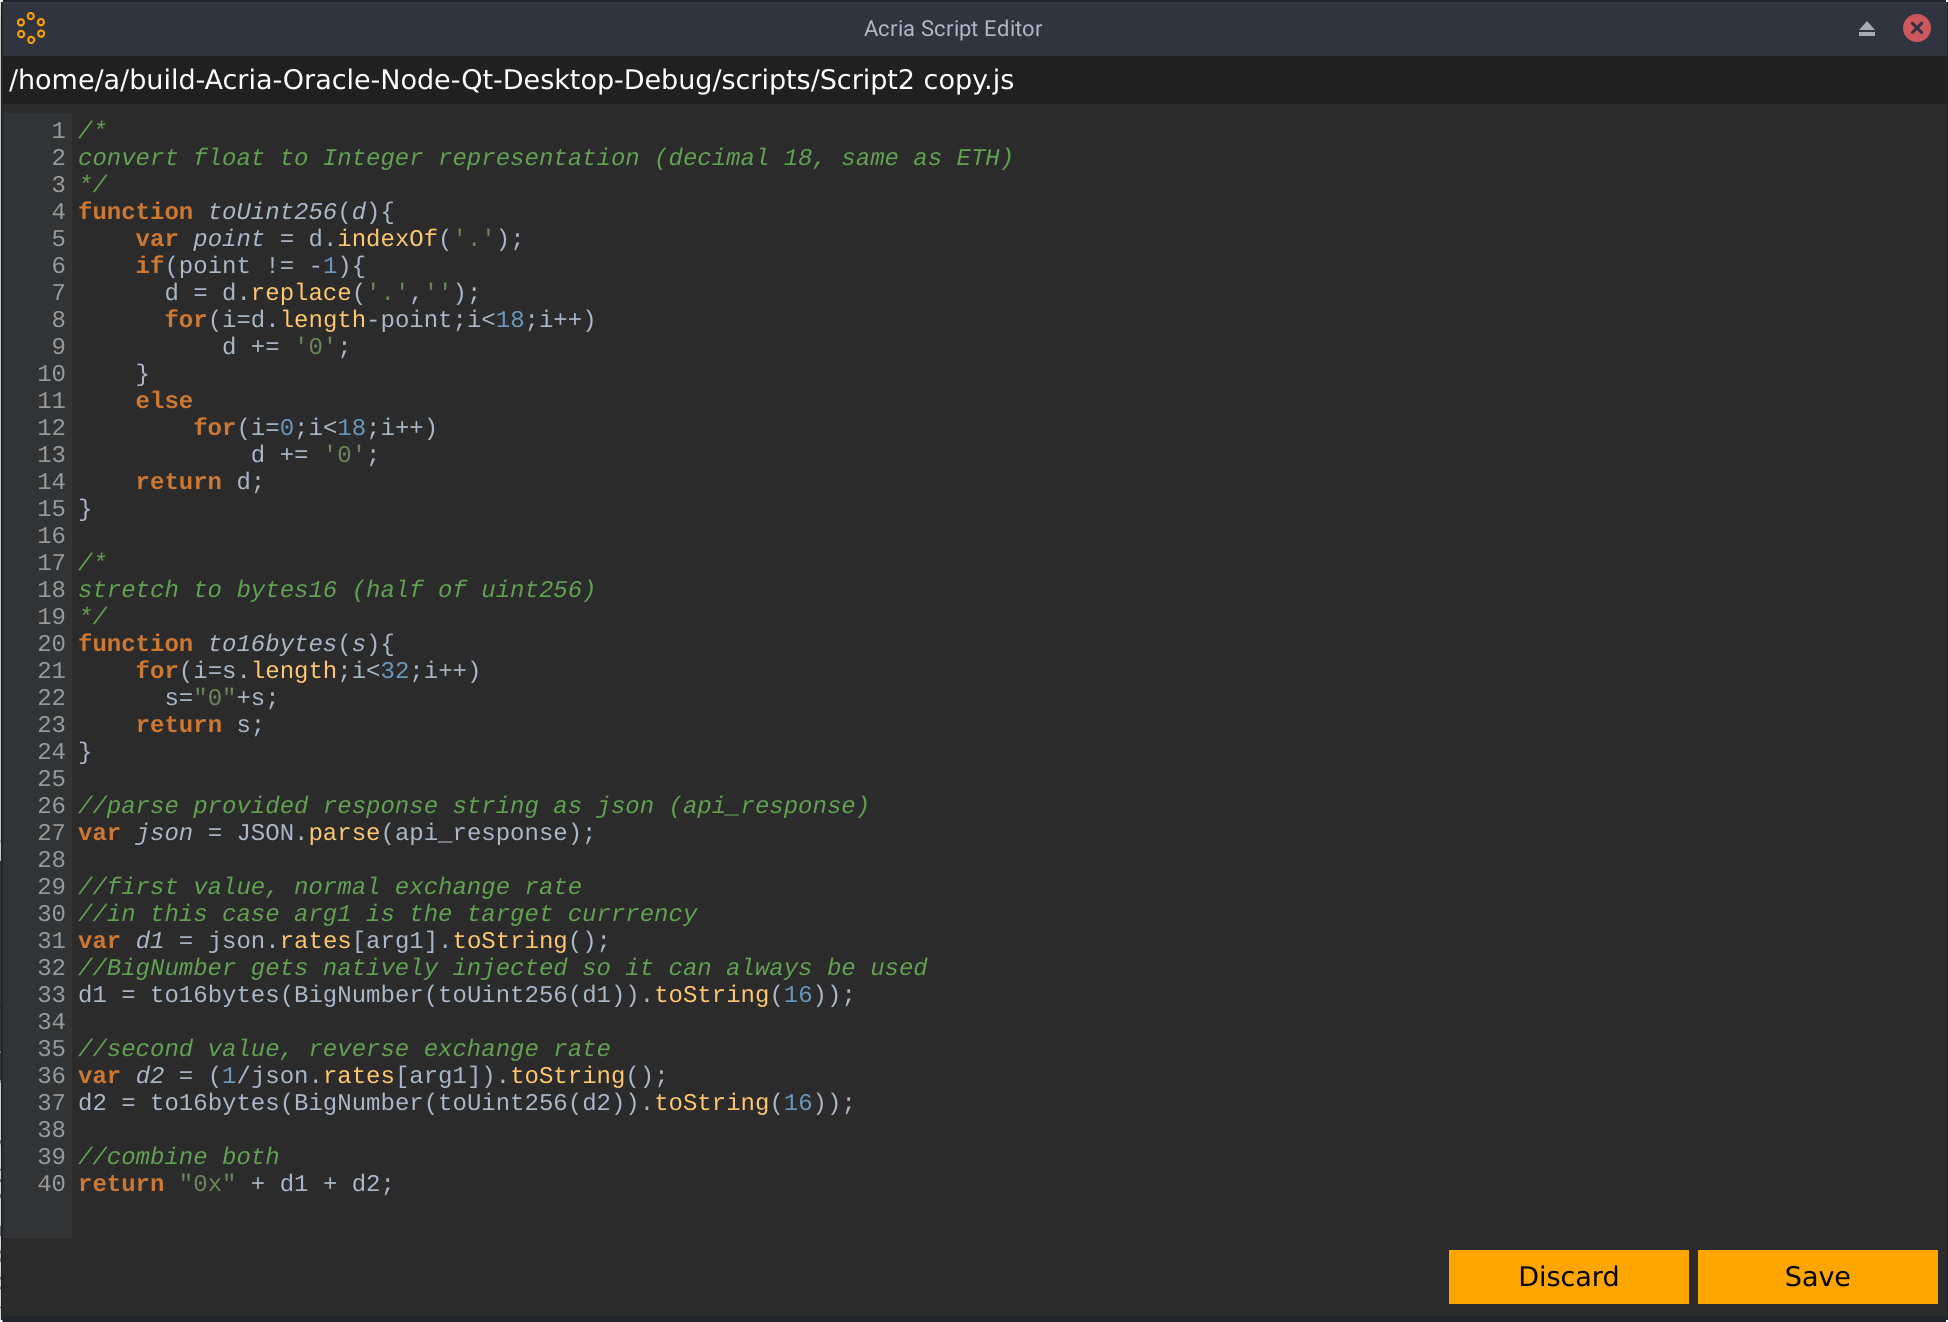 Acria Script Editor
/home/a/build-Acria-Oracle-Node-Qt-Desktop-Debug/scripts/Script2 copy.js
1 /*
2 convert float to Integer representation (decimal 18, same as ETH)
3 */
4 function toUint256(d){
5     var point = d.indexOf('.');
6     if(point != -1){
7       d = d.replace('.','');
8       for(i=d.length-point;i<18;i++)
9           d += '0';
10     }
11     else
12         for(i=0;i<18;i++)
13             d += '0';
14     return d;
15 }
16
17 /*
18 stretch to bytes16 (half of uint256)
19 */
20 function to16bytes(s){
21     for(i=s.length;i<32;i++)
22       s="0"+s;
23     return s;
24 }
25
26 //parse provided response string as json (api_response)
27 var json = JSON.parse(api_response);
28
29 //first value, normal exchange rate
30 //in this case arg1 is the target currrency
31 var d1 = json.rates[arg1].toString();
32 //BigNumber gets natively injected so it can always be used
33 d1 = to16bytes(BigNumber(toUint256(d1)).toString(16));
34
35 //second value, reverse exchange rate
36 var d2 = (1/json.rates[arg1]).toString();
37 d2 = to16bytes(BigNumber(toUint256(d2)).toString(16));
38
39 //combine both
40 return "0x" + d1 + d2;
Discard Save